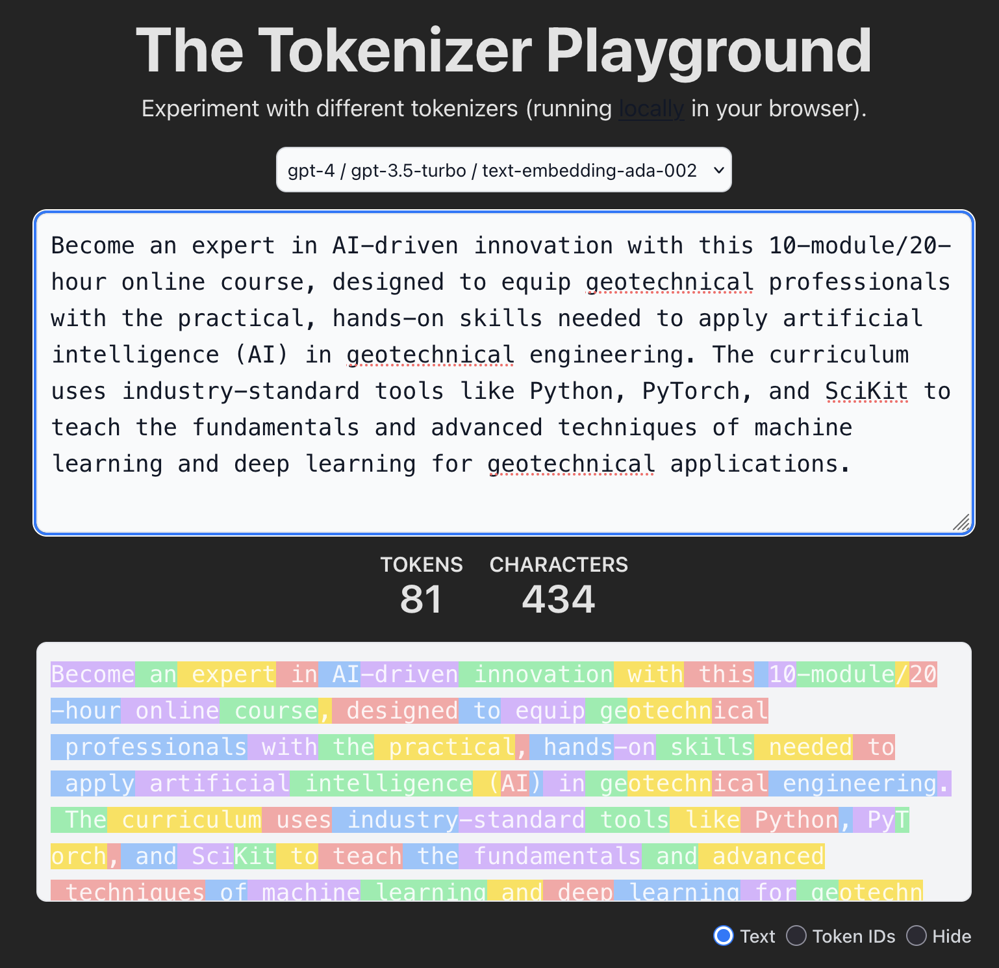 The Tokenizer Playground
Experiment with different tokenizers (running locally in your browser).
gpt-4 / gpt-3.5-turbo / text-embedding-ada-002
Become an expert in AI-driven innovation with this 10-module/20-
hour online course, designed to equip geotechnical professionals
with the practical, hands-on skills needed to apply artificial
intelligence (AI) in geotechnical engineering. The curriculum
uses industry-standard tools like Python, PyTorch, and SciKit to
teach the fundamentals and advanced techniques of machine
learning and deep learning for geotechnical applications.
TOKENS CHARACTERS
81 434
Become an expert in AI-driven innovation with this 10-module/20
-hour online course, designed to equip geotechnical
professionals with the practical, hands-on skills needed to
apply artificial intelligence (AI) in geotechnical engineering.
The curriculum uses industry-standard tools like Python, PyT
orch, and SciKit to teach the fundamentals and advanced
techniques of machine learning and deep learning for geotechn
Text Token IDs Hide